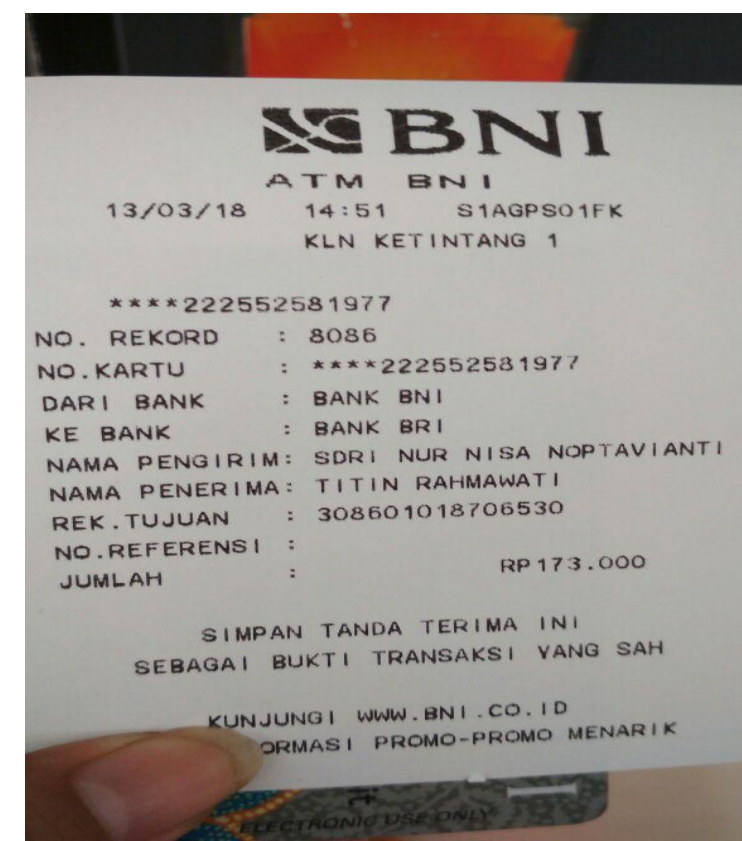 BNI
ATM BNI
13/03/18 14:51 S1AGPS01FK
KLN KETINTANG 1
****222552581977
NO. REKORD : 8086
NO.KARTU : ****222552581977
DARI BANK : BANK BNI
KE BANK : BANK BRI
NAMA PENGIRIM: SDRI NUR NISA NOPTAVIANTI
NAMA PENERIMA: TITIN RAHMAWATI
REK.TUJUAN : 308601018706530
NO.REFERENSI :
JUMLAH : RP173.000
SIMPAN TANDA TERIMA INI
SEBAGAI BUKTI TRANSAKSI YANG SAH
KUNJUNGI WWW.BNI.CO.ID
ORMASI PROMO-PROMO MENARIK
ELECTRONIC USE ONLY